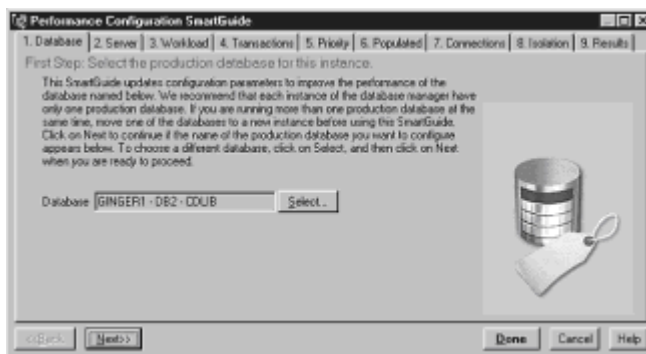 Performance Configuration SmartGuide
1. Database 2. Server 3. Workload 4. Transactions 5. Priority 6. Populated 7. Connections 8. Isolation 9. Results
First Step: Select the production database for this instance.
This SmartGuide updates configuration parameters to improve the performance of the
database named below. We recommend that each instance of the database manager have
only one production database. If you are running more than one production database at the
same time, move one of the databases to a new instance before using this SmartGuide.
Click on Next to continue if the name of the production database you want to configure
appears below. To choose a different database, click on Select, and then click on Next
when you are ready to proceed.
Database GINGER1 - DB2 - CDLIB Select...
<<Back Next>> Done Cancel Help